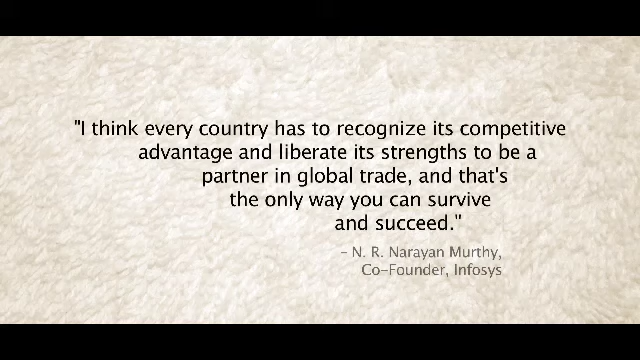 "I think every country has to recognize its competitive
advantage and liberate its strengths to be a
partner in global trade, and that's
the only way you can survive
and succeed."
– N. R. Narayan Murthy,
Co–Founder, Infosys